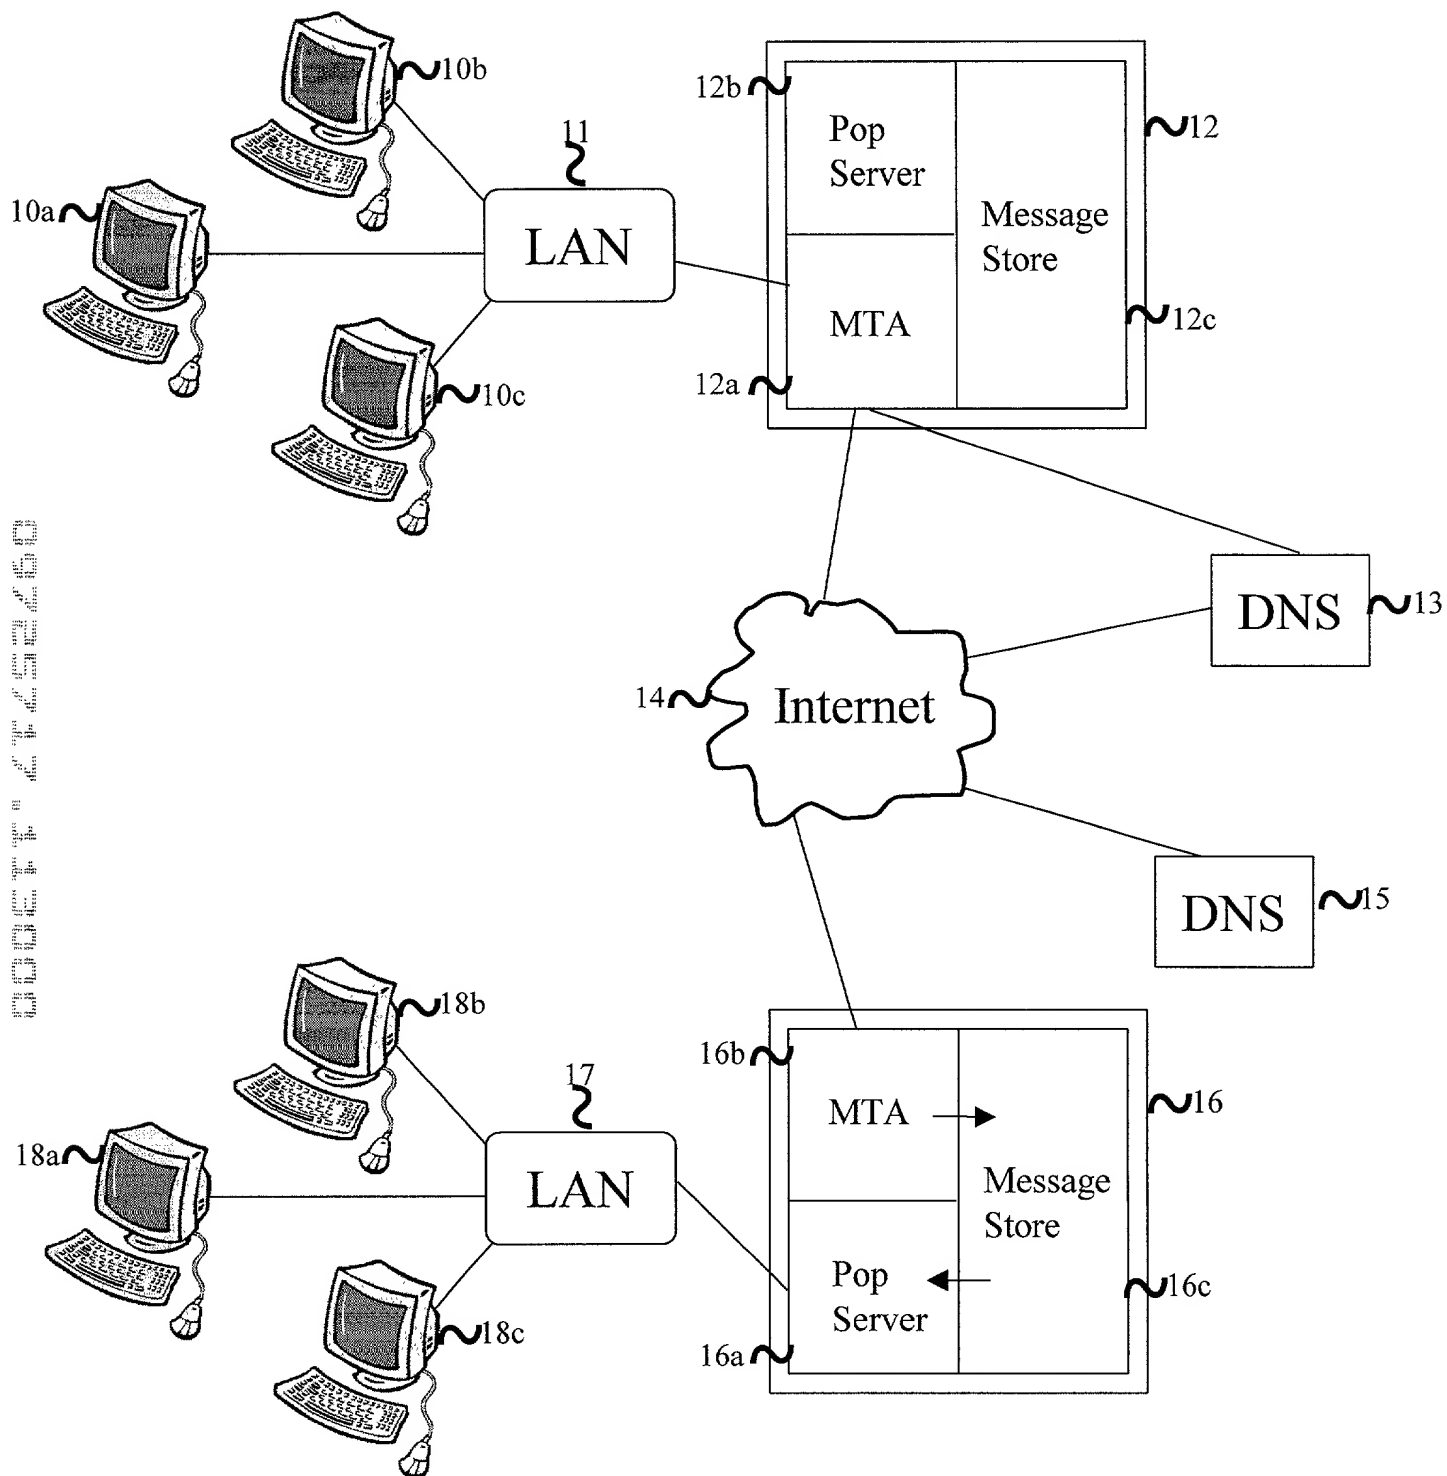 10b
11
12b
12
Pop
Server
10a
LAN
Message
Store
MTA
12c
12a
10c
DNS
13
14
Internet
DNS
15
18b
16b
17
MTA
16
18a
LAN
Message
Store
Pop
Server
16c
18c
16a